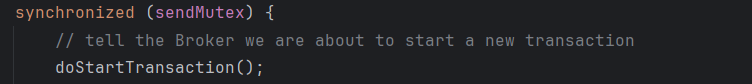 synchronized (sendMutex) {
// tell the Broker we are about to start a new transaction
doStartTransaction();